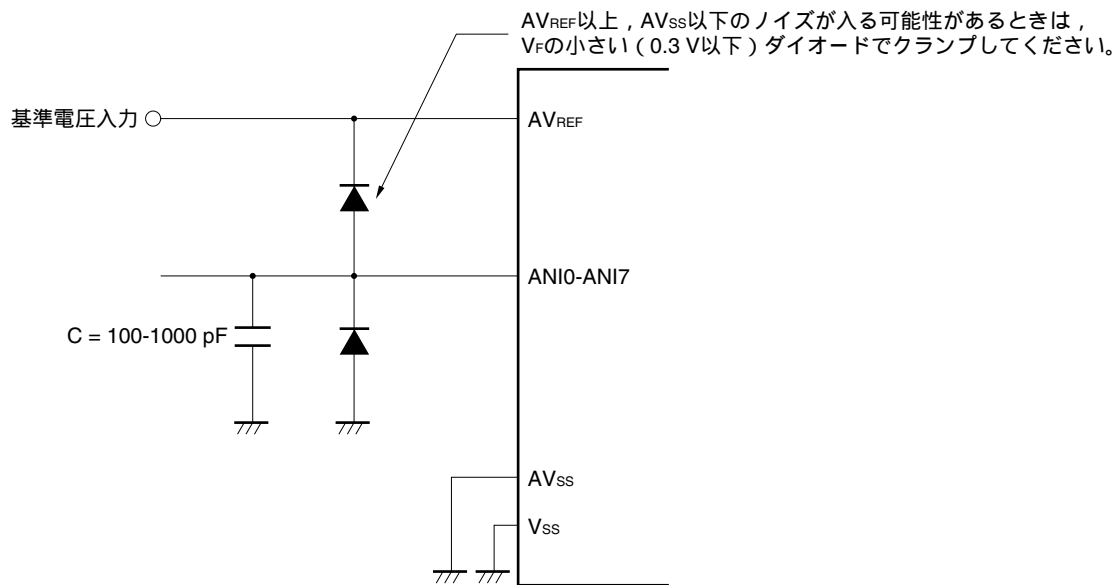 AVREF以上，AVSS以下のノイズが入る可能性があるときは，
VFの小さい（0.3 V以下）ダイオードでクランプしてください。
基準電圧入力
AVREF
ANI0-ANI7
C = 100-1000 pF
AVSS
VSS